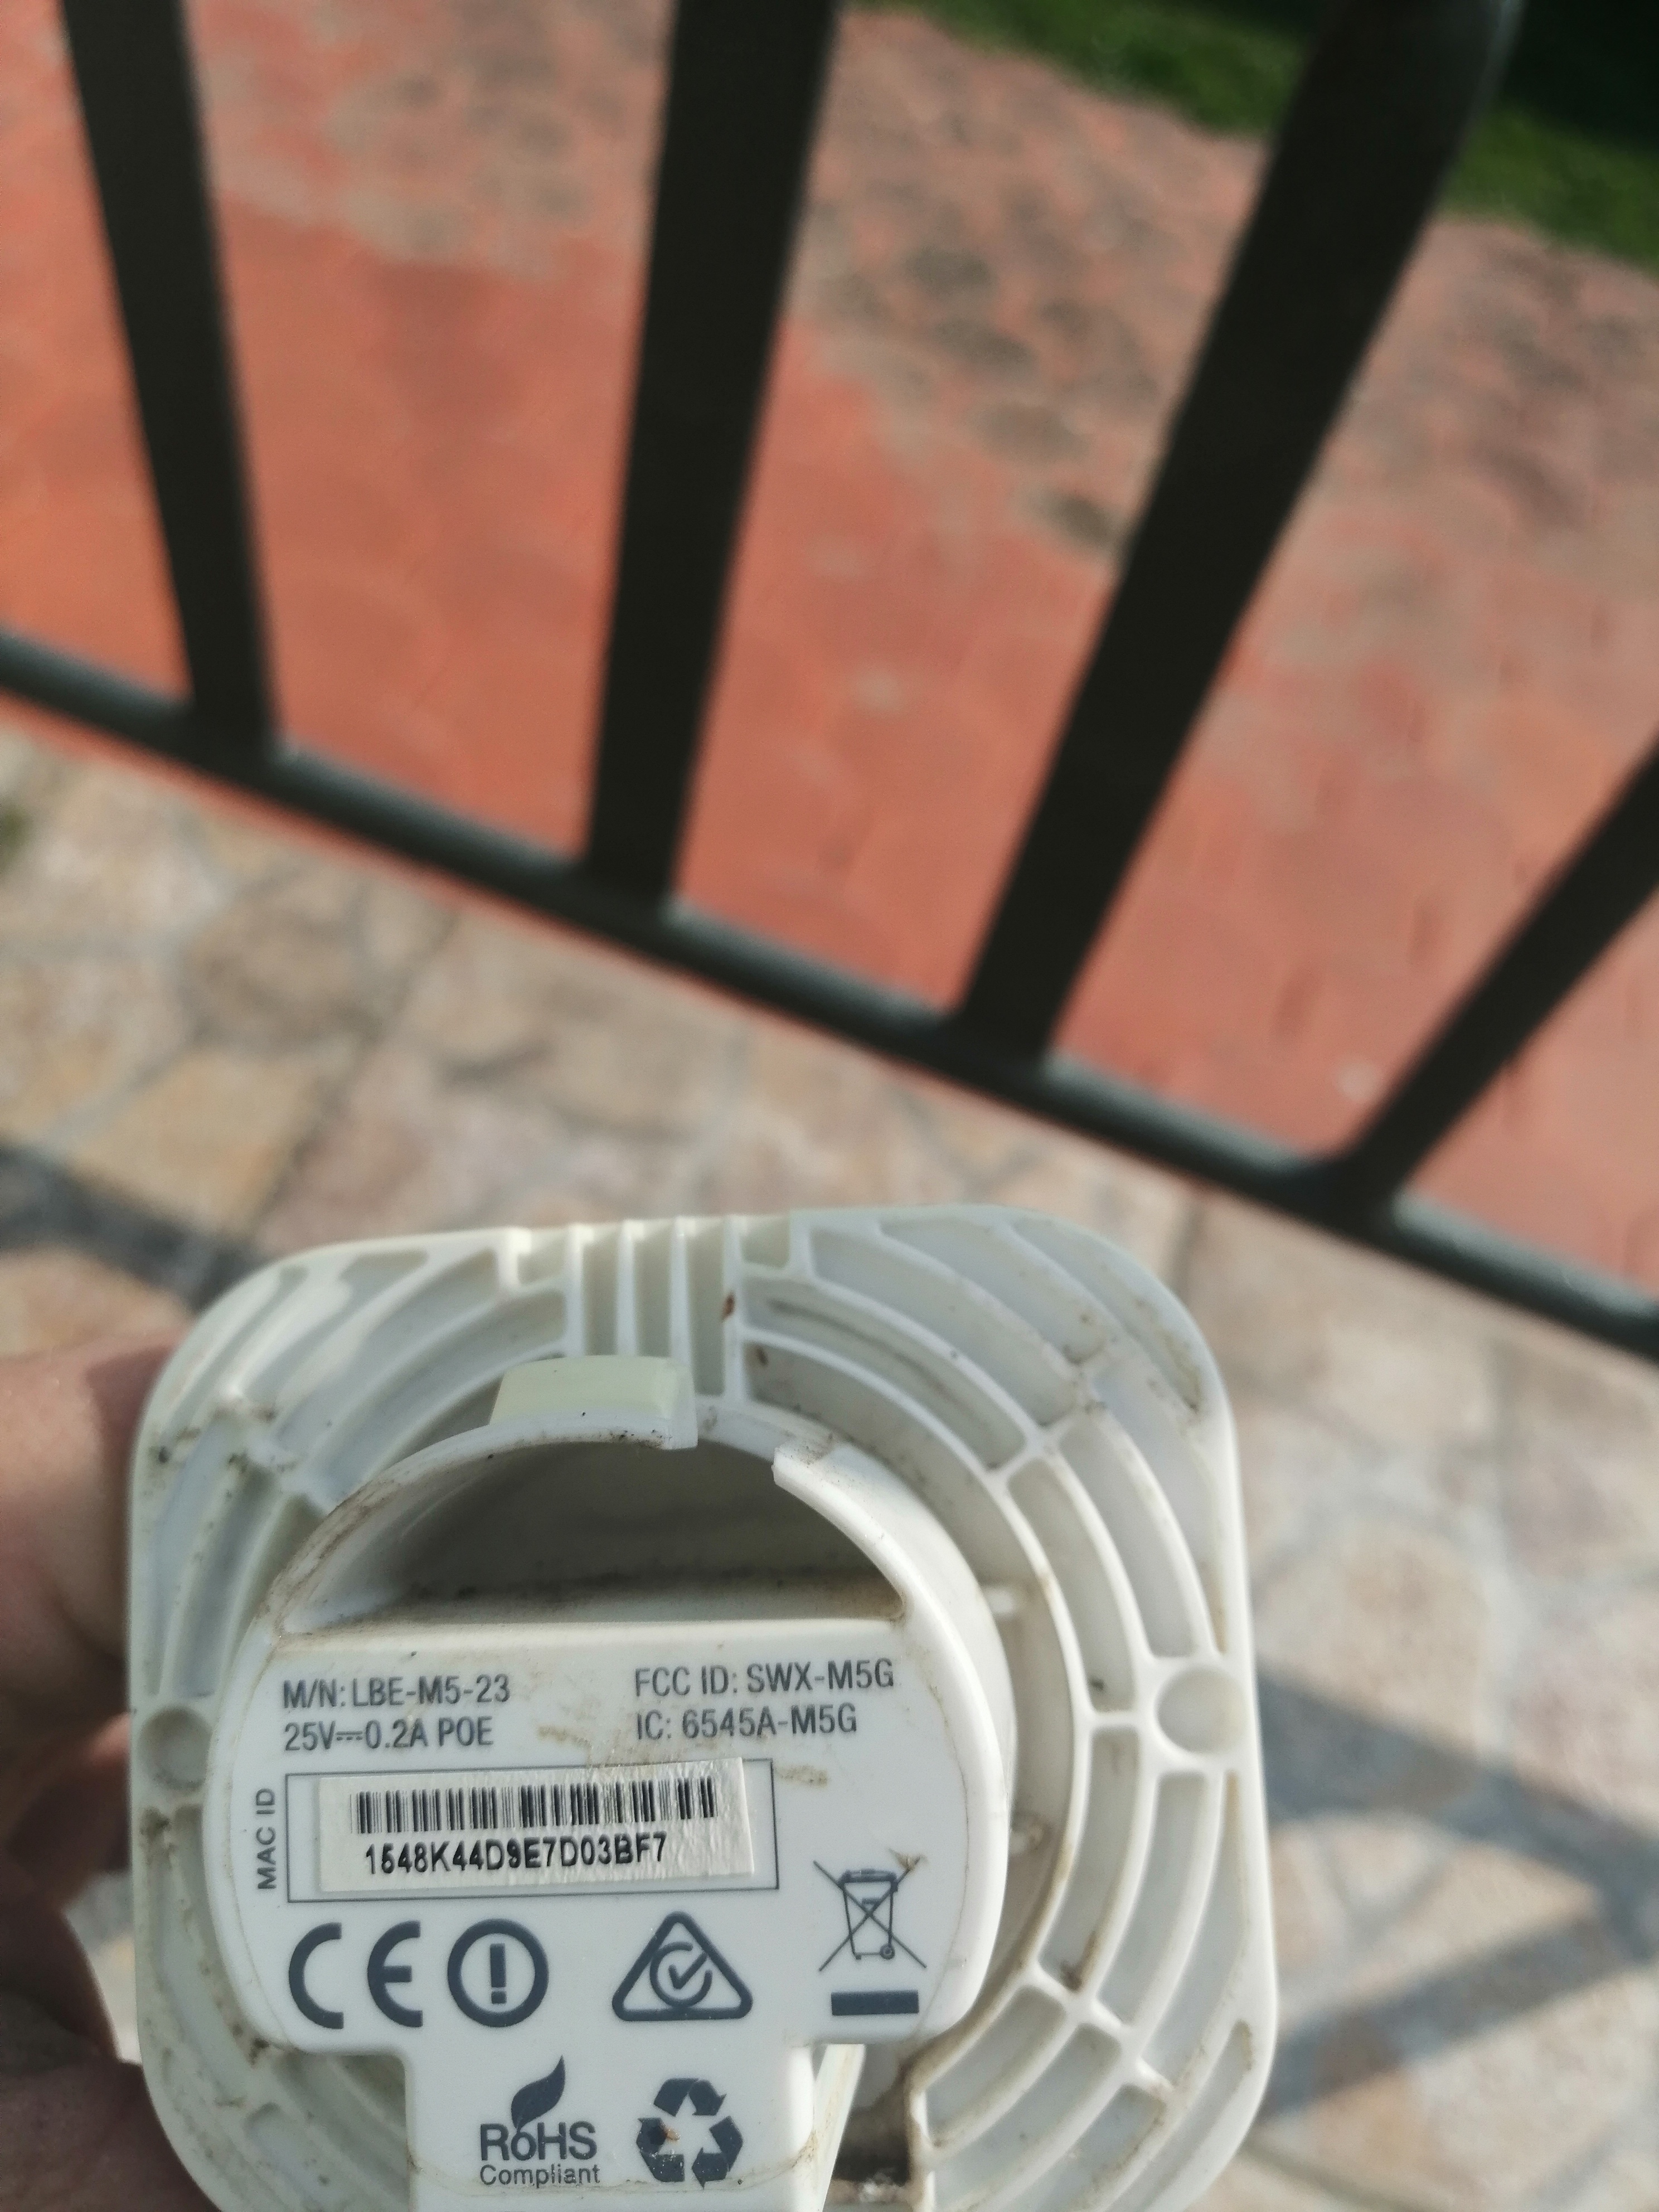 M/N: LBE-M5-23
25V⎓0.2A POE
FCC ID: SWX-M5G
IC: 6545A-M5G
MAC ID
1548K44D9E7D03BF7
CE
RoHS
Compliant